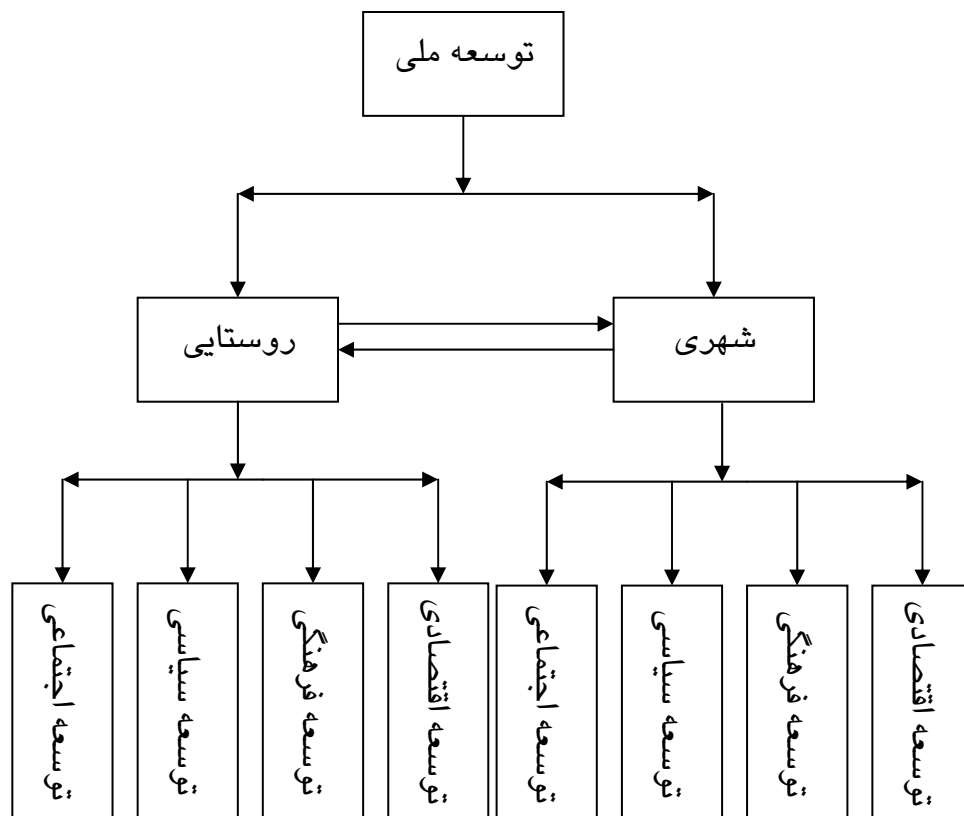 توسعه ملی
شهری
روستایی
توسعه اقتصادی
توسعه فرهنگی
توسعه سیاسی
توسعه اجتماعی
توسعه اقتصادی
توسعه فرهنگی
توسعه سیاسی
توسعه اجتماعی